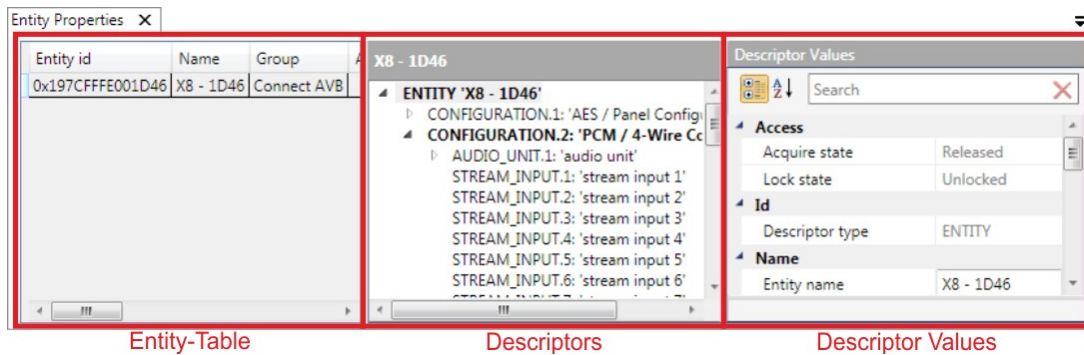 Entity Properties X
Entity id Name Group
0x197CFFFE001D46 X8 - 1D46 Connect AVB
X8 - 1D46
ENTITY 'X8 - 1D46'
CONFIGURATION.1: 'AES / Panel Configu
CONFIGURATION.2: 'PCM / 4-Wire Cc
AUDIO_UNIT.1: 'audio unit'
STREAM_INPUT.1: 'stream input 1'
STREAM_INPUT.2: 'stream input 2'
STREAM_INPUT.3: 'stream input 3'
STREAM_INPUT.4: 'stream input 4'
STREAM_INPUT.5: 'stream input 5'
STREAM_INPUT.6: 'stream input 6'
Descriptor Values
Search
Access
Acquire state Released
Lock state Unlocked
Id
Descriptor type ENTITY
Name
Entity name X8 - 1D46
Entity-Table
Descriptors
Descriptor Values